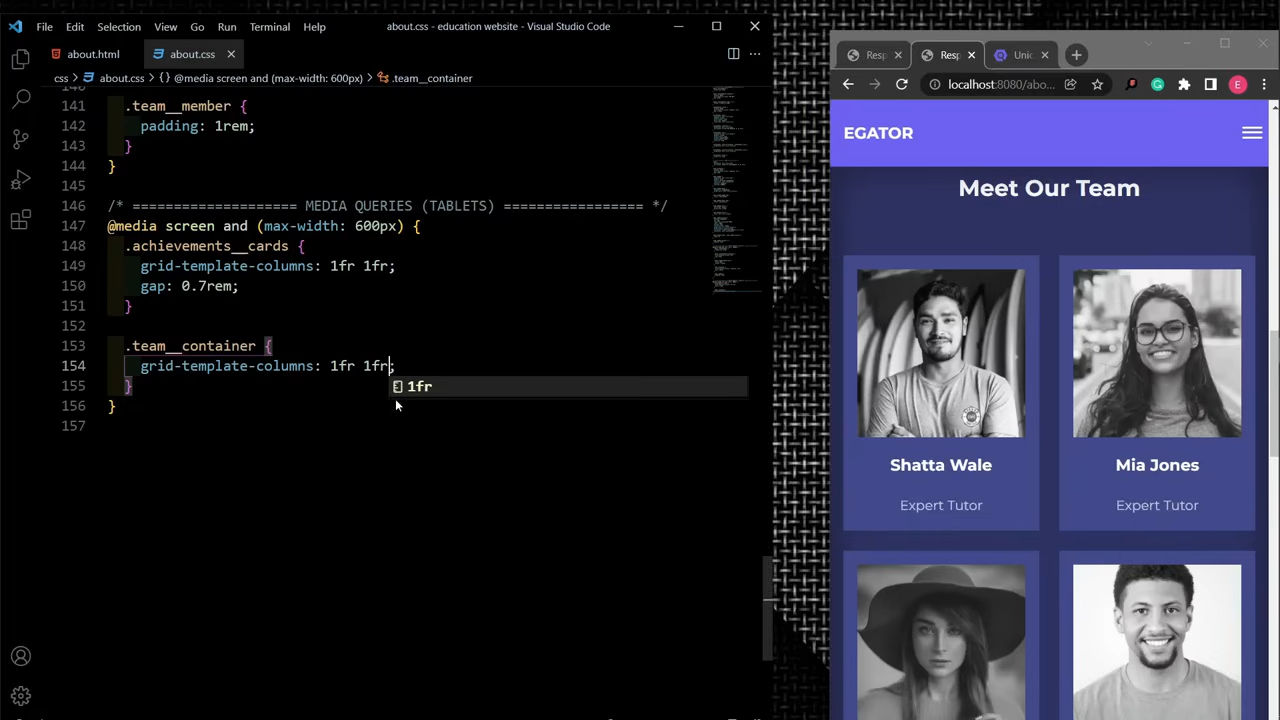 File Edit Selection View Go Run Terminal Help
about.css - education website - Visual Studio Code
about.html
about.css
css > about.css > {} @media screen and (max-width: 600px) > .team__container
141 .team__member {
142 padding: 1rem;
143 }
144 }
145
146 /* =================== MEDIA QUERIES (TABLETS) ================ */
147 @media screen and (max-width: 600px) {
148 .achievements__cards {
149 grid-template-columns: 1fr 1fr;
150 gap: 0.7rem;
151 }
152
153 .team__container {
154 grid-template-columns: 1fr 1fr;
155 }
1fr
156 }
157
Resp
Resp
Unic
localhost:8080/abo...
E
EGATOR
Meet Our Team
Shatta Wale
Mia Jones
Expert Tutor
Expert Tutor